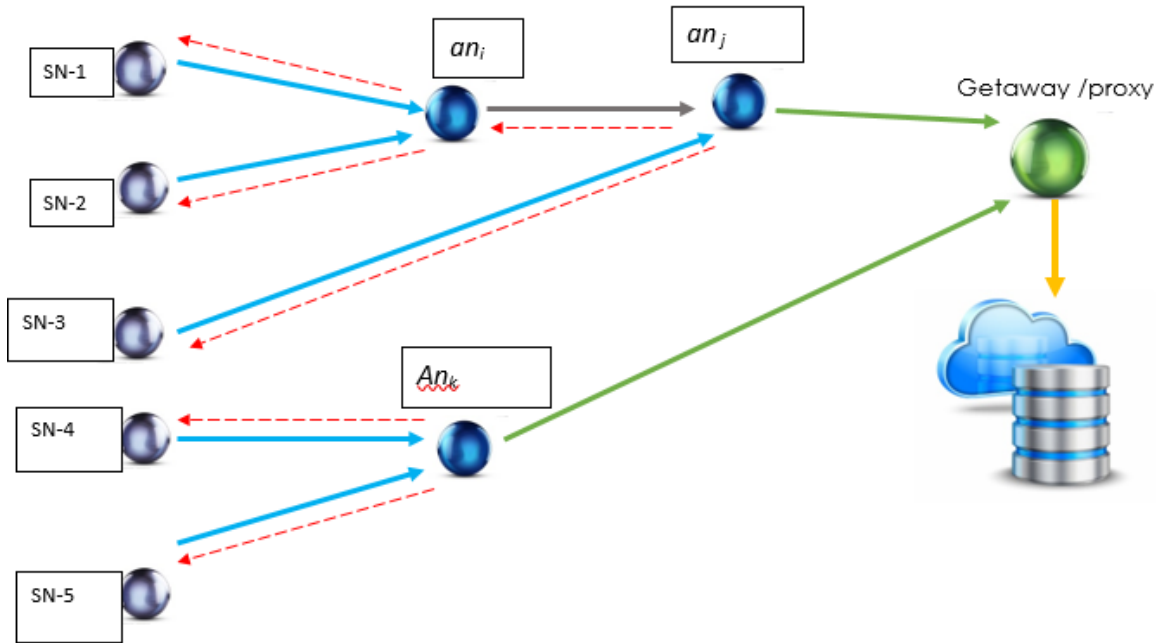 SN-1
an_i
an_j
Getaway /proxy
SN-2
SN-3
An_k
SN-4
SN-5